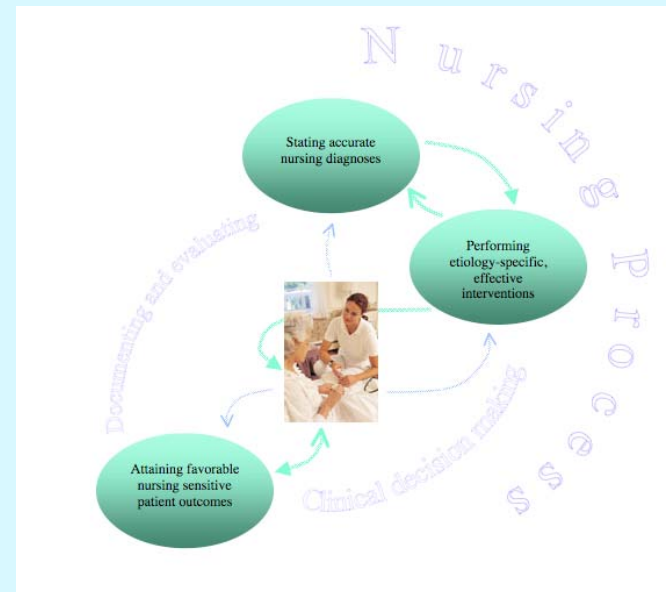 Nursing Process
Stating accurate
nursing diagnoses
Performing
etiology-specific,
effective
interventions
Documenting and evaluating
Clinical decision making
Attaining favorable
nursing sensitive
patient outcomes